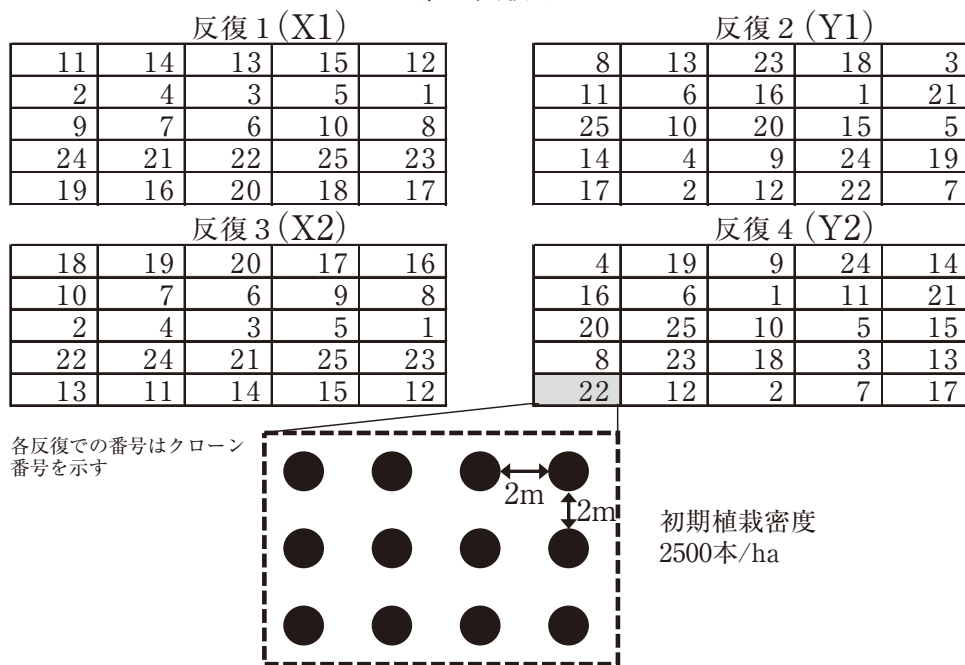 反復1(X1)
11 14 13 15 12
2 4 3 5 1
9 7 6 10 8
24 21 22 25 23
19 16 20 18 17
反復2(Y1)
8 13 23 18 3
11 6 16 1 21
25 10 20 15 5
14 4 9 24 19
17 2 12 22 7
反復3(X2)
18 19 20 17 16
10 7 6 9 8
2 4 3 5 1
22 24 21 25 23
13 11 14 15 12
反復4(Y2)
4 19 9 24 14
16 6 1 11 21
20 25 10 5 15
8 23 18 3 13
22 12 2 7 17
各反復での番号はクローン
番号を示す
2m
2m
初期植栽密度
2500本/ha